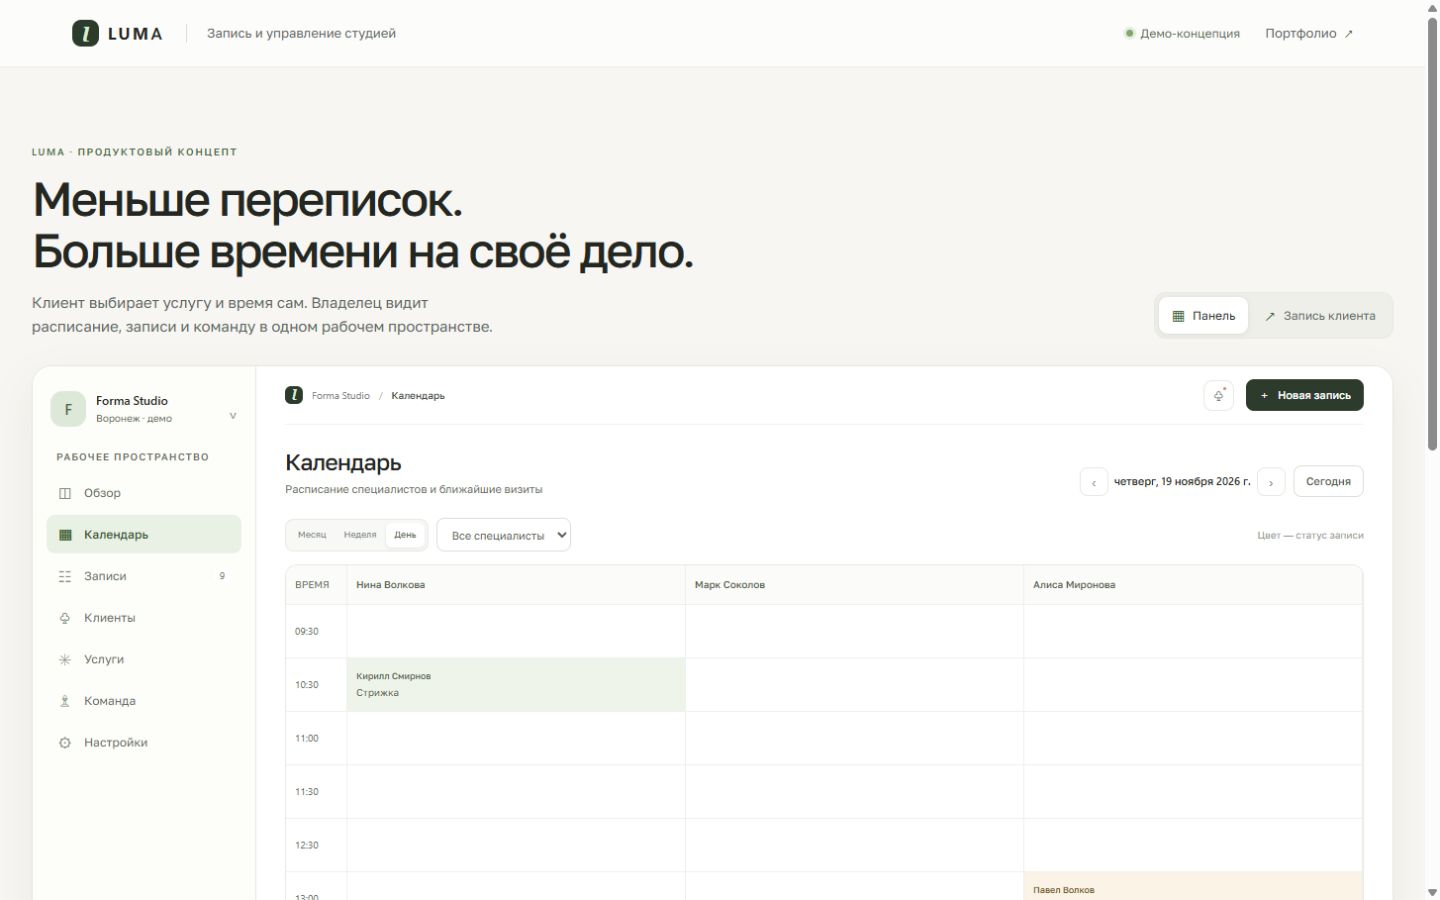 LUMA
Запись и управление студией
Демо-концепция
Портфолио ↗
LUMA · ПРОДУКТОВЫЙ КОНЦЕПТ
Меньше переписок.
Больше времени на своё дело.
Клиент выбирает услугу и время сам. Владелец видит
расписание, записи и команду в одном рабочем пространстве.
Панель
↗ Запись клиента
F
Forma Studio
Воронеж · демо
РАБОЧЕЕ ПРОСТРАНСТВО
Обзор
Календарь
Записи 9
Клиенты
Услуги
Команда
Настройки
Forma Studio / Календарь
+ Новая запись
Календарь
Расписание специалистов и ближайшие визиты
‹ четверг, 19 ноября 2026 г. ›
Сегодня
Месяц Неделя День
Все специалисты
Цвет — статус записи
ВРЕМЯ Нина Волкова Марк Соколов Алиса Миронова
09:30
10:30
Кирилл Смирнов
Стрижка
11:00
11:30
12:30
13:00
Павел Волков